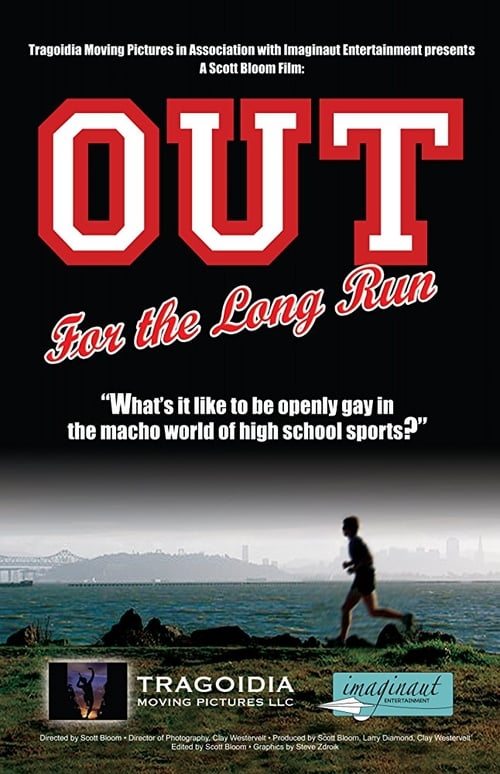 Tragoidia Moving Pictures in Association with Imaginaut Entertainment presents
A Scott Bloom Film:
OUT
For the Long Run
“What’s it like to be openly gay in
the macho world of high school sports?”
TRAGOIDIA
MOVING PICTURES LLC
imaginaut
ENTERTAINMENT
Directed by Scott Bloom • Director of Photography, Clay Westervelt • Produced by Scott Bloom, Larry Diamond, Clay Westervelt
Edited by Scott Bloom • Graphics by Steve Zdroik